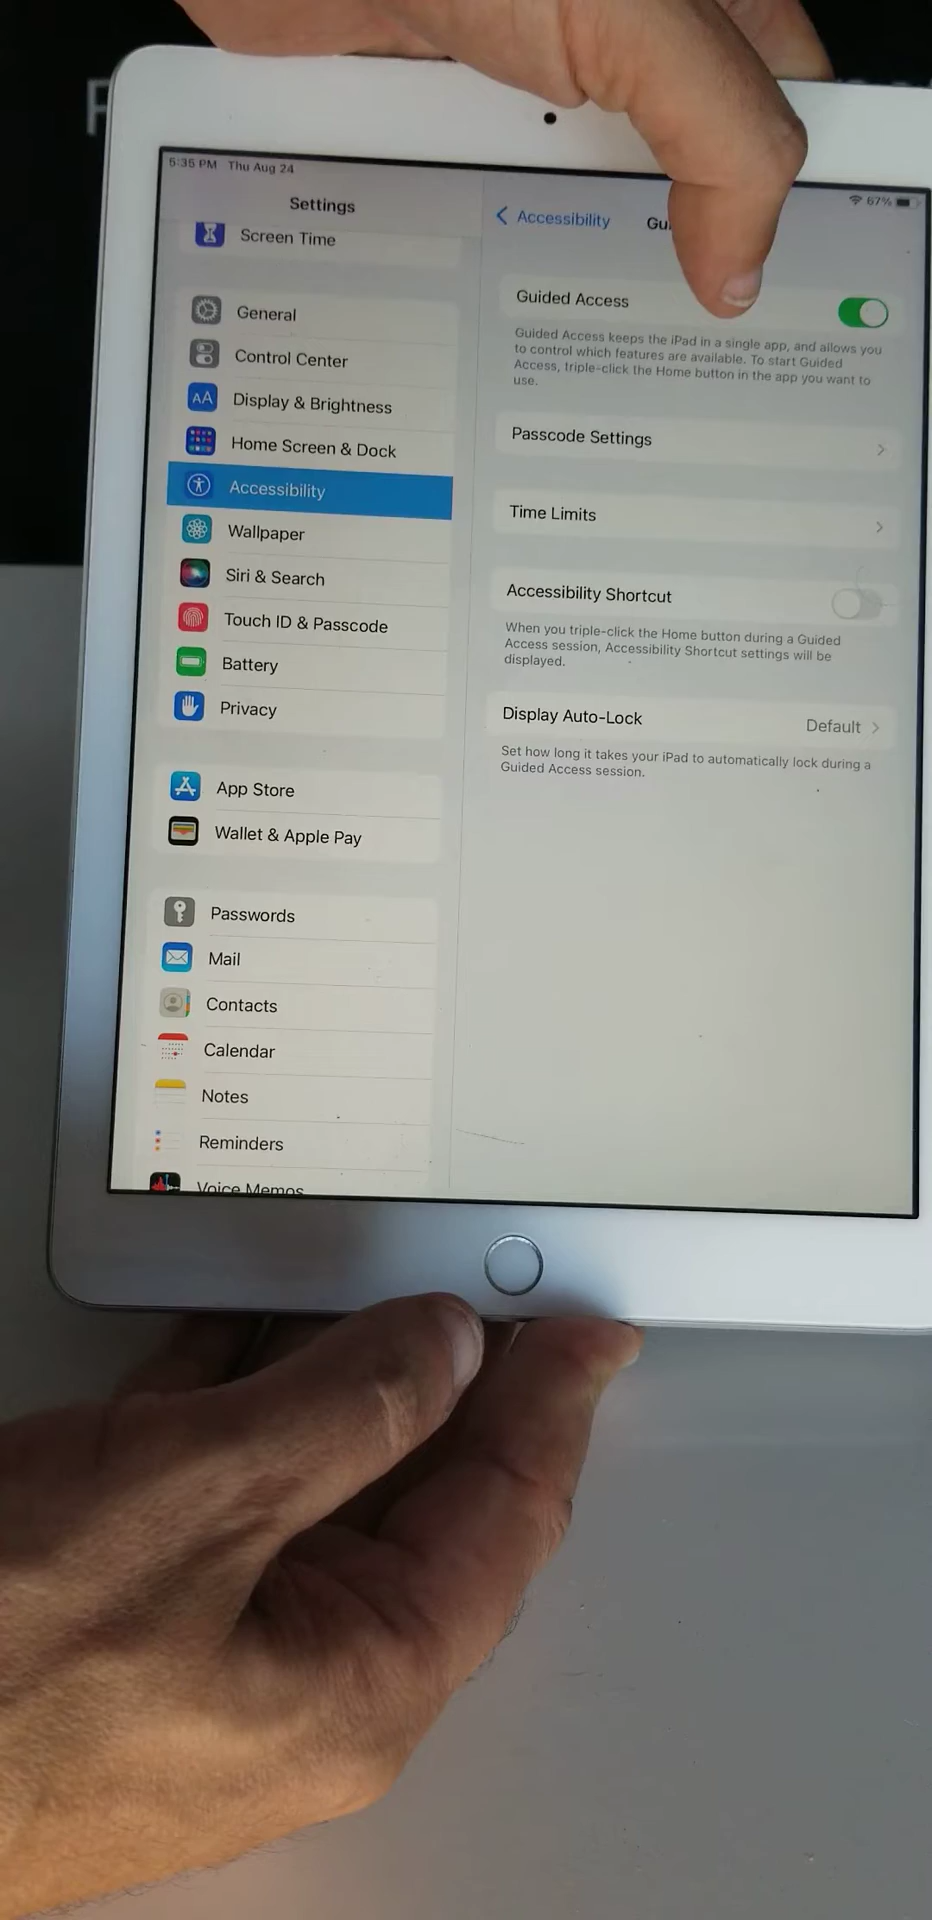 5:35 PM Thu Aug 24
67%
Settings
Screen Time
General
Control Center
AA
Display & Brightness
Home Screen & Dock
Accessibility
Wallpaper
Siri & Search
Touch ID & Passcode
Battery
Privacy
App Store
Wallet & Apple Pay
Passwords
Mail
Contacts
Calendar
Notes
Reminders
Voice Memos
Accessibility
Guided Access
Guided Access keeps the iPad in a single app, and allows you
to control which features are available. To start Guided
Access, triple-click the Home button in the app you want to
use.
Passcode Settings
Time Limits
Accessibility Shortcut
When you triple-click the Home button during a Guided
Access session, Accessibility Shortcut settings will be
displayed.
Display Auto-Lock
Default
Set how long it takes your iPad to automatically lock during a
Guided Access session.